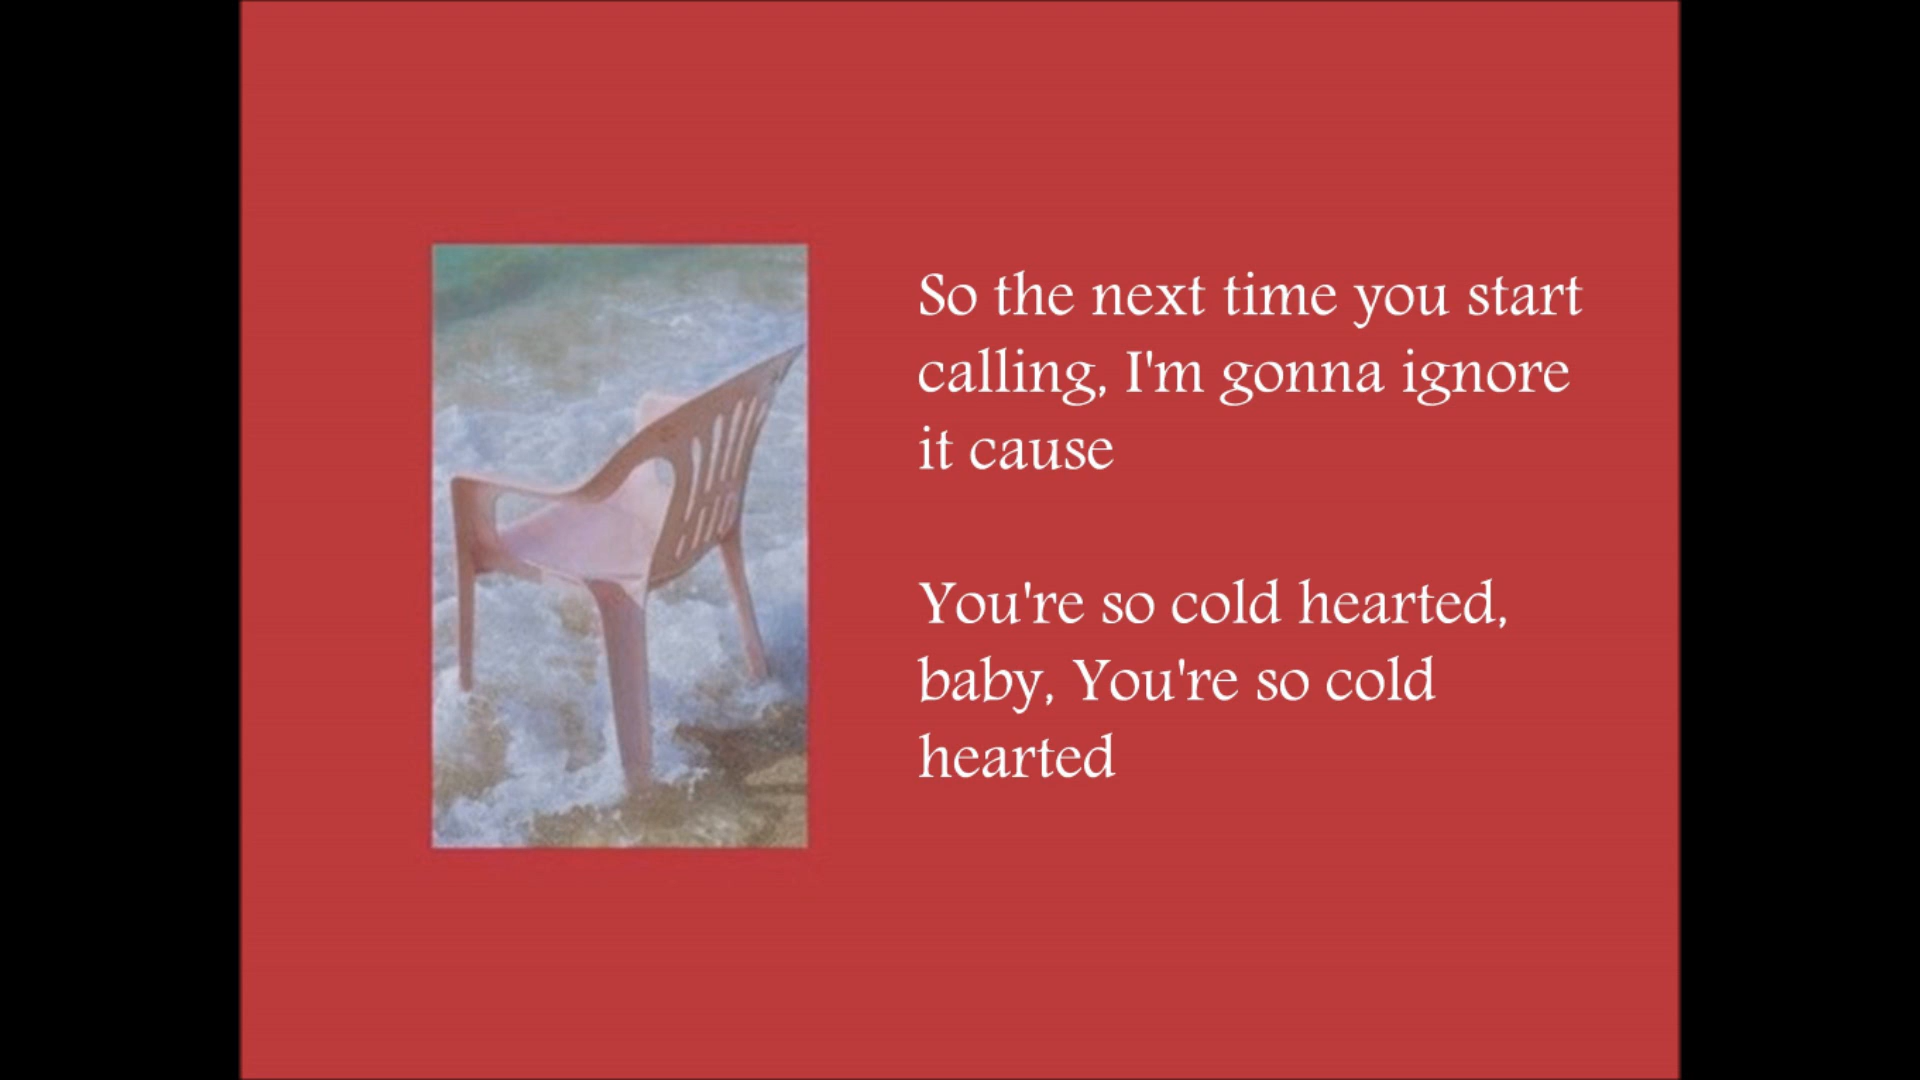 So the next time you start
calling, I'm gonna ignore
it cause
You're so cold hearted,
baby, You're so cold
hearted